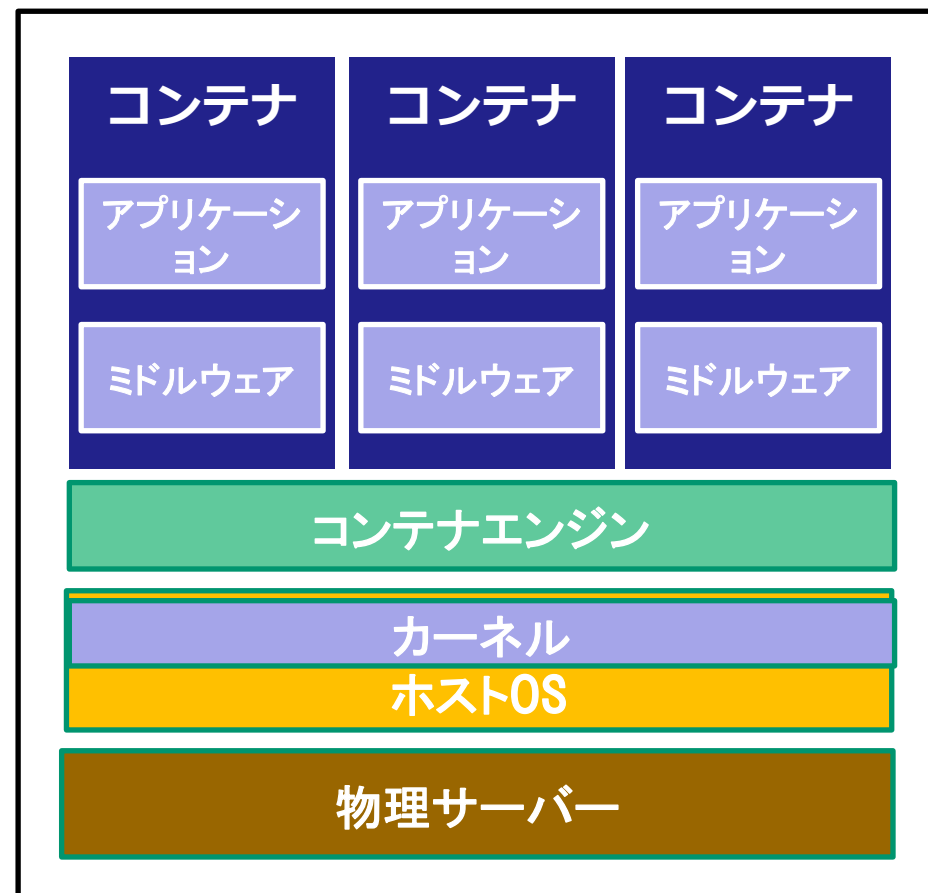 コンテナ
コンテナ
コンテナ
アプリケーシ
ョン
アプリケーシ
ョン
アプリケーシ
ョン
ミドルウェア
ミドルウェア
ミドルウェア
コンテナエンジン
カーネル
ホストOS
物理サーバー